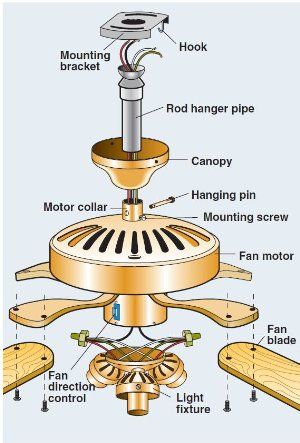 Mounting
bracket
Hook
Rod hanger pipe
Canopy
Hanging pin
Motor collar
Mounting screw
Fan motor
Fan
blade
Fan
direction
control
Light
fixture